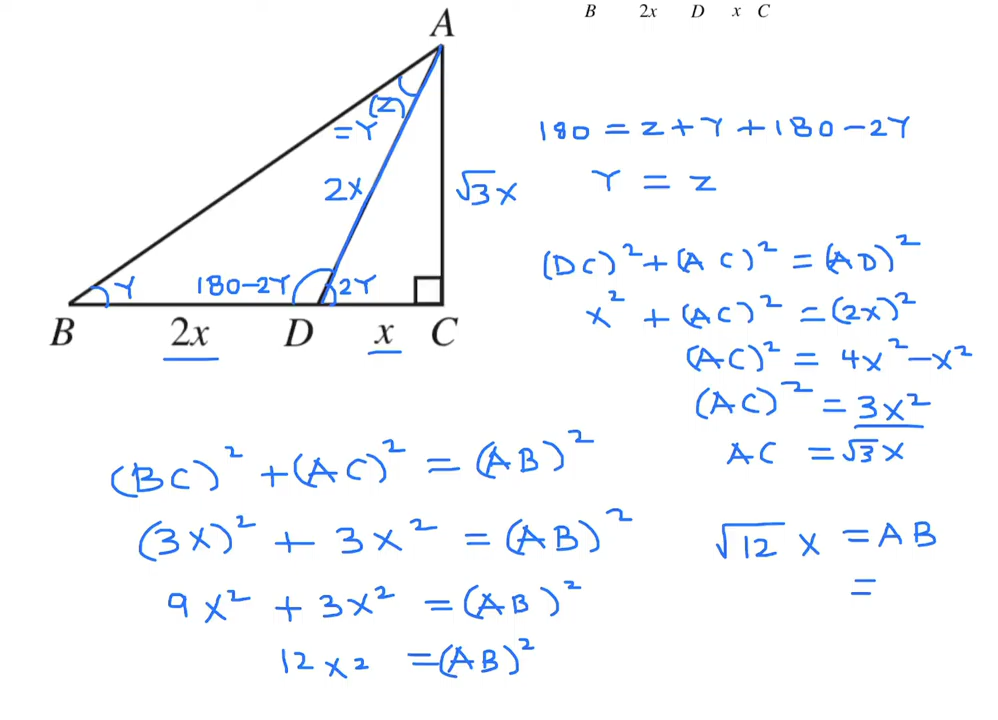 B 2x D x C
A
(Z)
=Y
2X
√3 X
Y
180-2Y
2Y
B 2x D x C
180 = Z + Y + 180 - 2Y
Y = Z
(DC)² + (AC)² = (AD)²
x² + (AC)² = (2x)²
(AC)² = 4x² - x²
(AC)² = 3x²
AC = √3 X
(BC)² + (AC)² = (AB)²
(3X)² + 3X² = (AB)²
9X² + 3X² = (AB)²
12X² = (AB)²
√12 X = AB
=